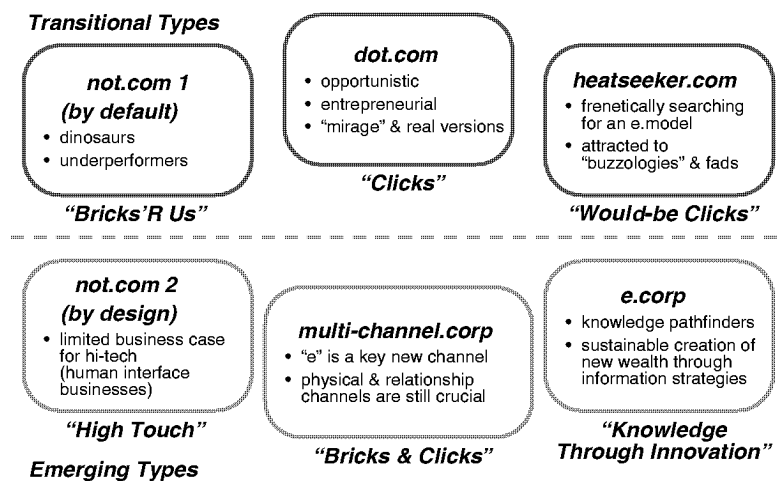 Transitional Types
not.com 1
(by default)
• dinosaurs
• underperformers
“Bricks’R Us”
dot.com
• opportunistic
• entrepreneurial
• “mirage” & real versions
“Clicks”
heatseeker.com
• frenetically searching
for an e.model
• attracted to
“buzzologies” & fads
“Would-be Clicks”
not.com 2
(by design)
• limited business case
for hi-tech
(human interface
businesses)
“High Touch”
multi-channel.corp
• “e” is a key new channel
• physical & relationship
channels are still crucial
“Bricks & Clicks”
e.corp
• knowledge pathfinders
• sustainable creation of
new wealth through
information strategies
“Knowledge
Through Innovation”
Emerging Types